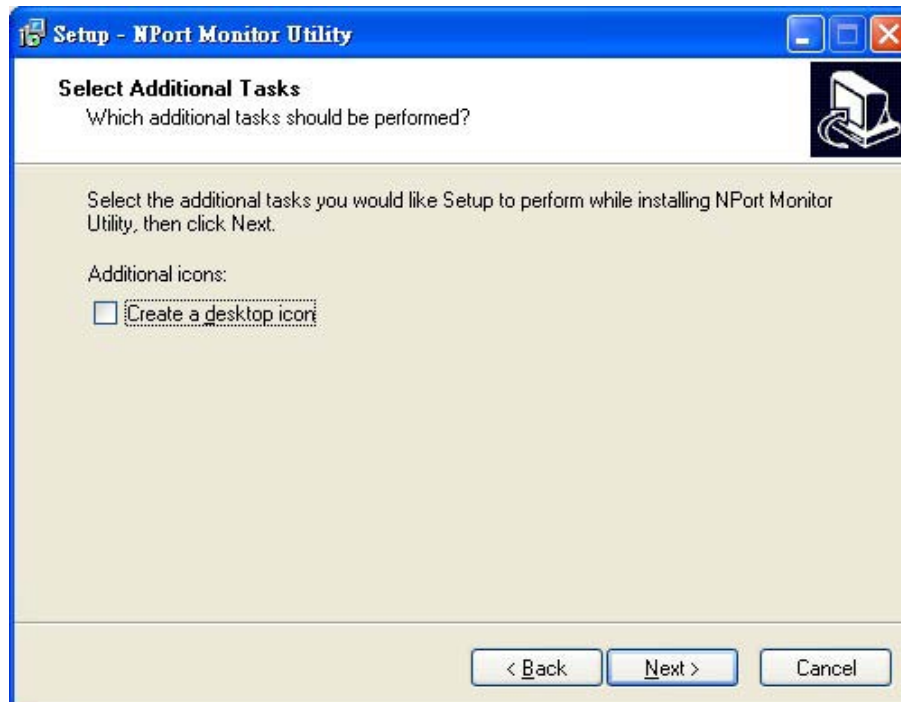 Setup - NPort Monitor Utility
Select Additional Tasks
Which additional tasks should be performed?
Select the additional tasks you would like Setup to perform while installing NPort Monitor
Utility, then click Next.
Additional icons:
Create a desktop icon
< Back Next > Cancel